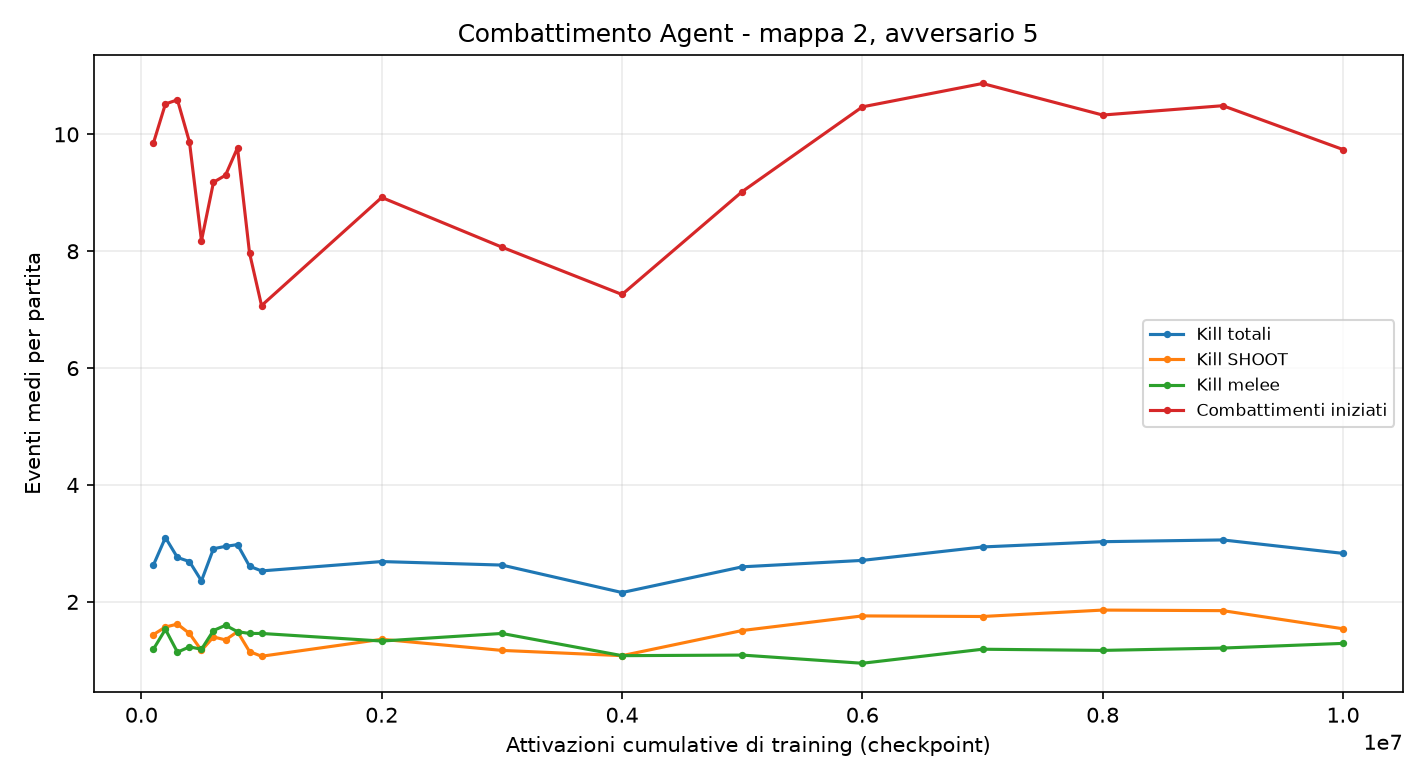 Combattimento Agent - mappa 2, avversario 5
Eventi medi per partita
10
8
6
4
2
Kill totali
Kill SHOOT
Kill melee
Combattimenti iniziati
0.0 0.2 0.4 0.6 0.8 1.0
1e7
Attivazioni cumulative di training (checkpoint)